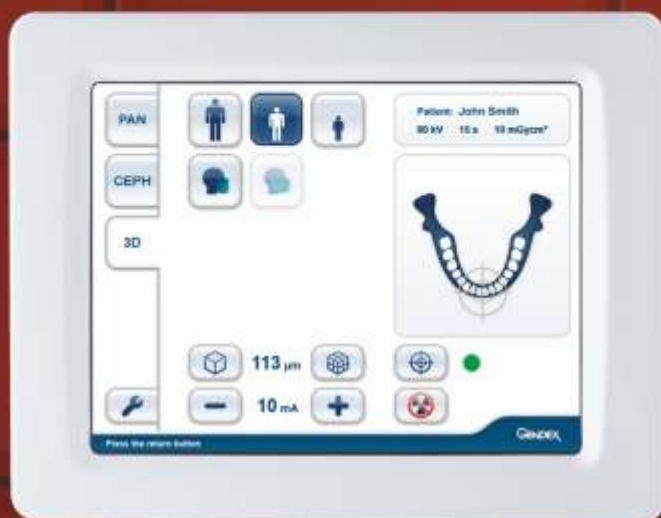 PAN
CEPH
3D
Patient: John Smith
80 kV 15 s 10 mGycm²
113 µm
10 mA
Press the return button
GENDEX